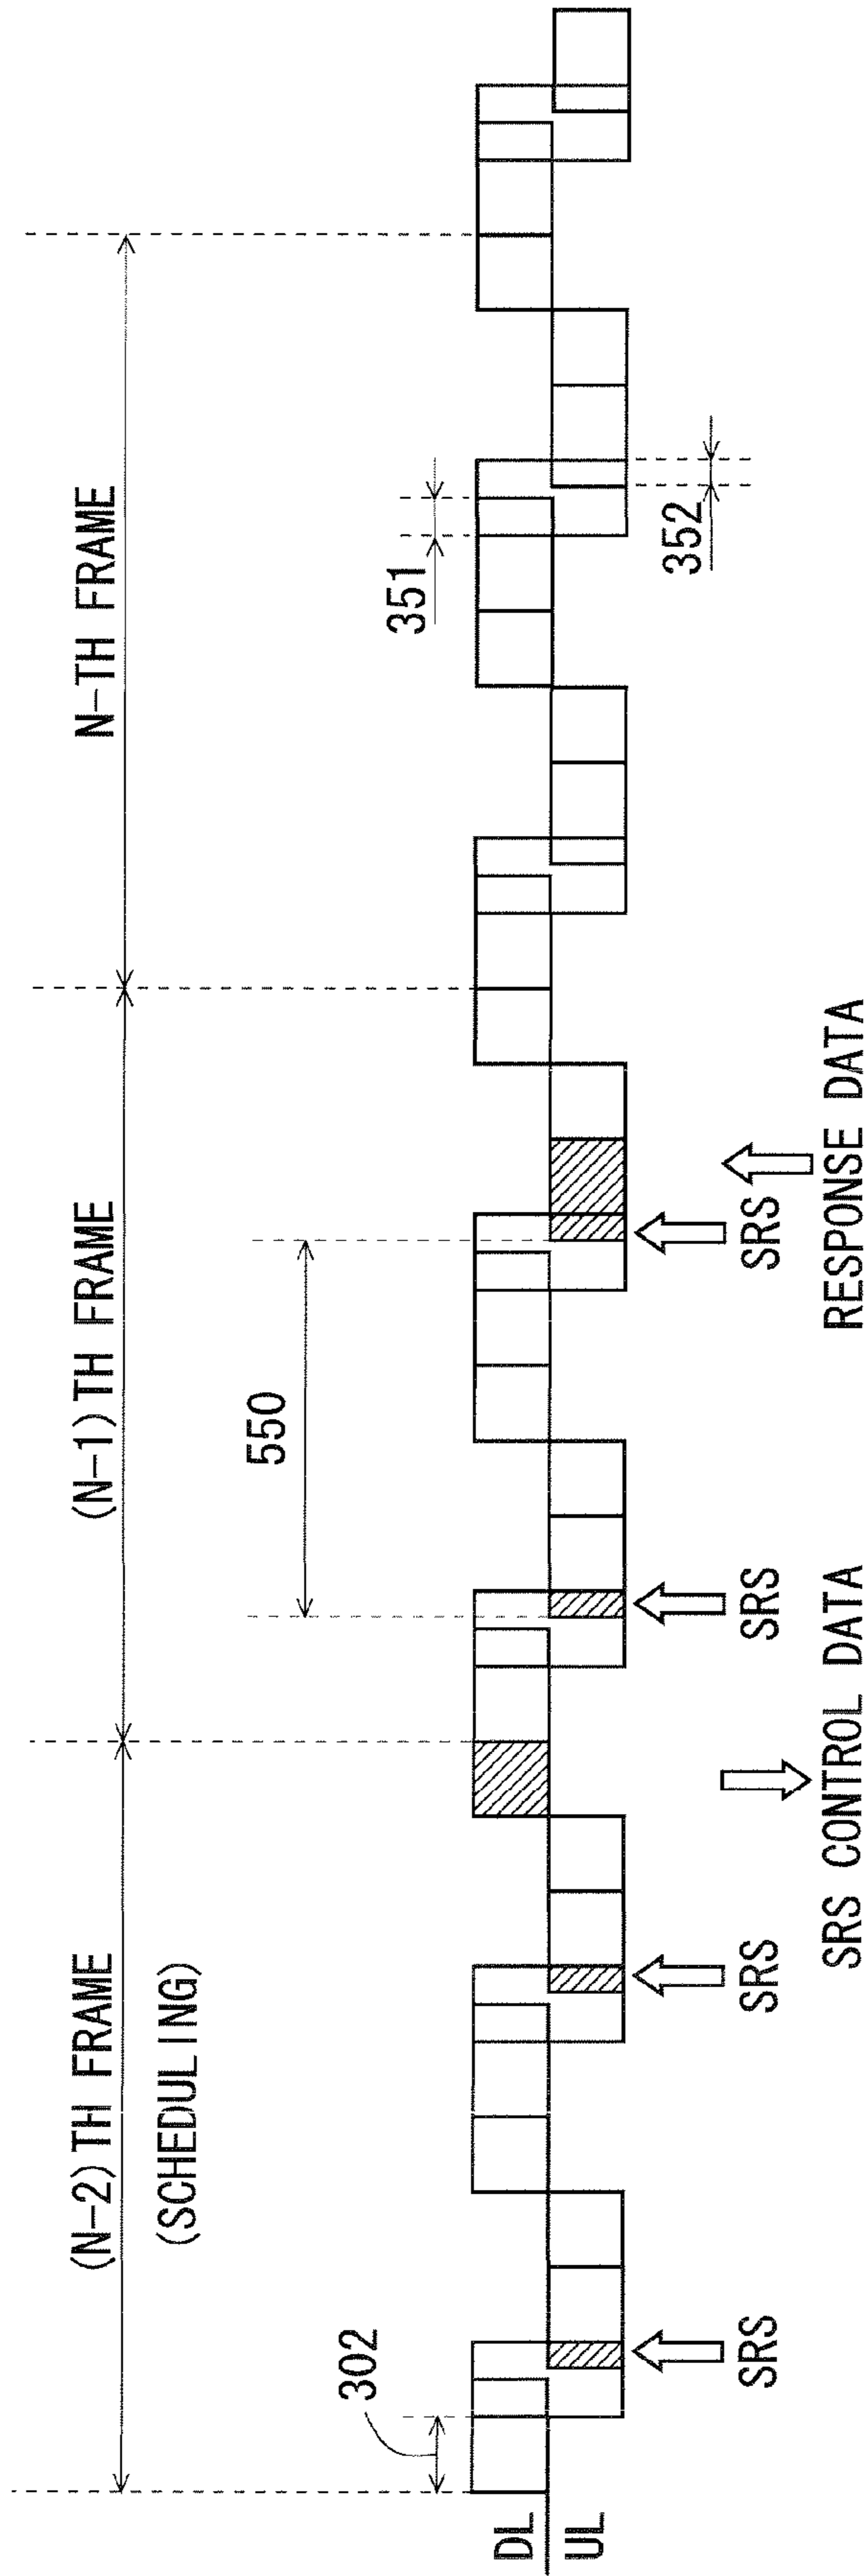 (N-2)TH FRAME
(SCHEDULING)
(N-1)TH FRAME
N-TH FRAME
302
550
351
352
DL
UL
SRS
SRS
SRS
SRS
SRS CONTROL DATA
RESPONSE DATA